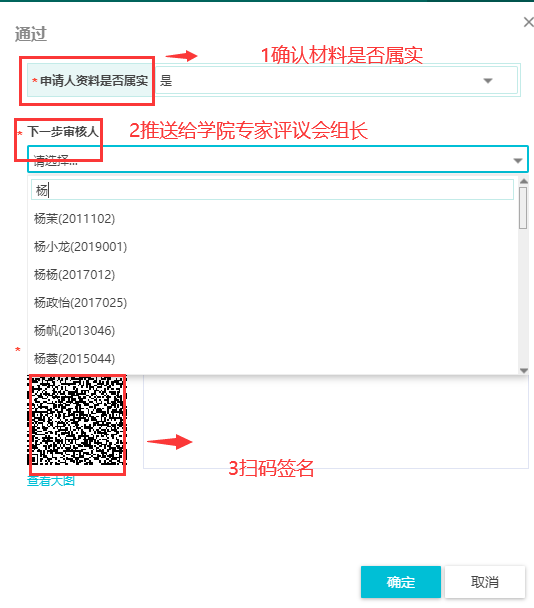 通过
1确认材料是否属实
* 申请人资料是否属实 是
* 下一步审核人
2推送给学院专家评议会组长
请选择...
杨
杨茉(2011102)
杨小龙(2019001)
杨杨(2017012)
杨政怡(2017025)
杨帆(2013046)
杨蓉(2015044)
*
3扫码签名
查看大图
确定 取消